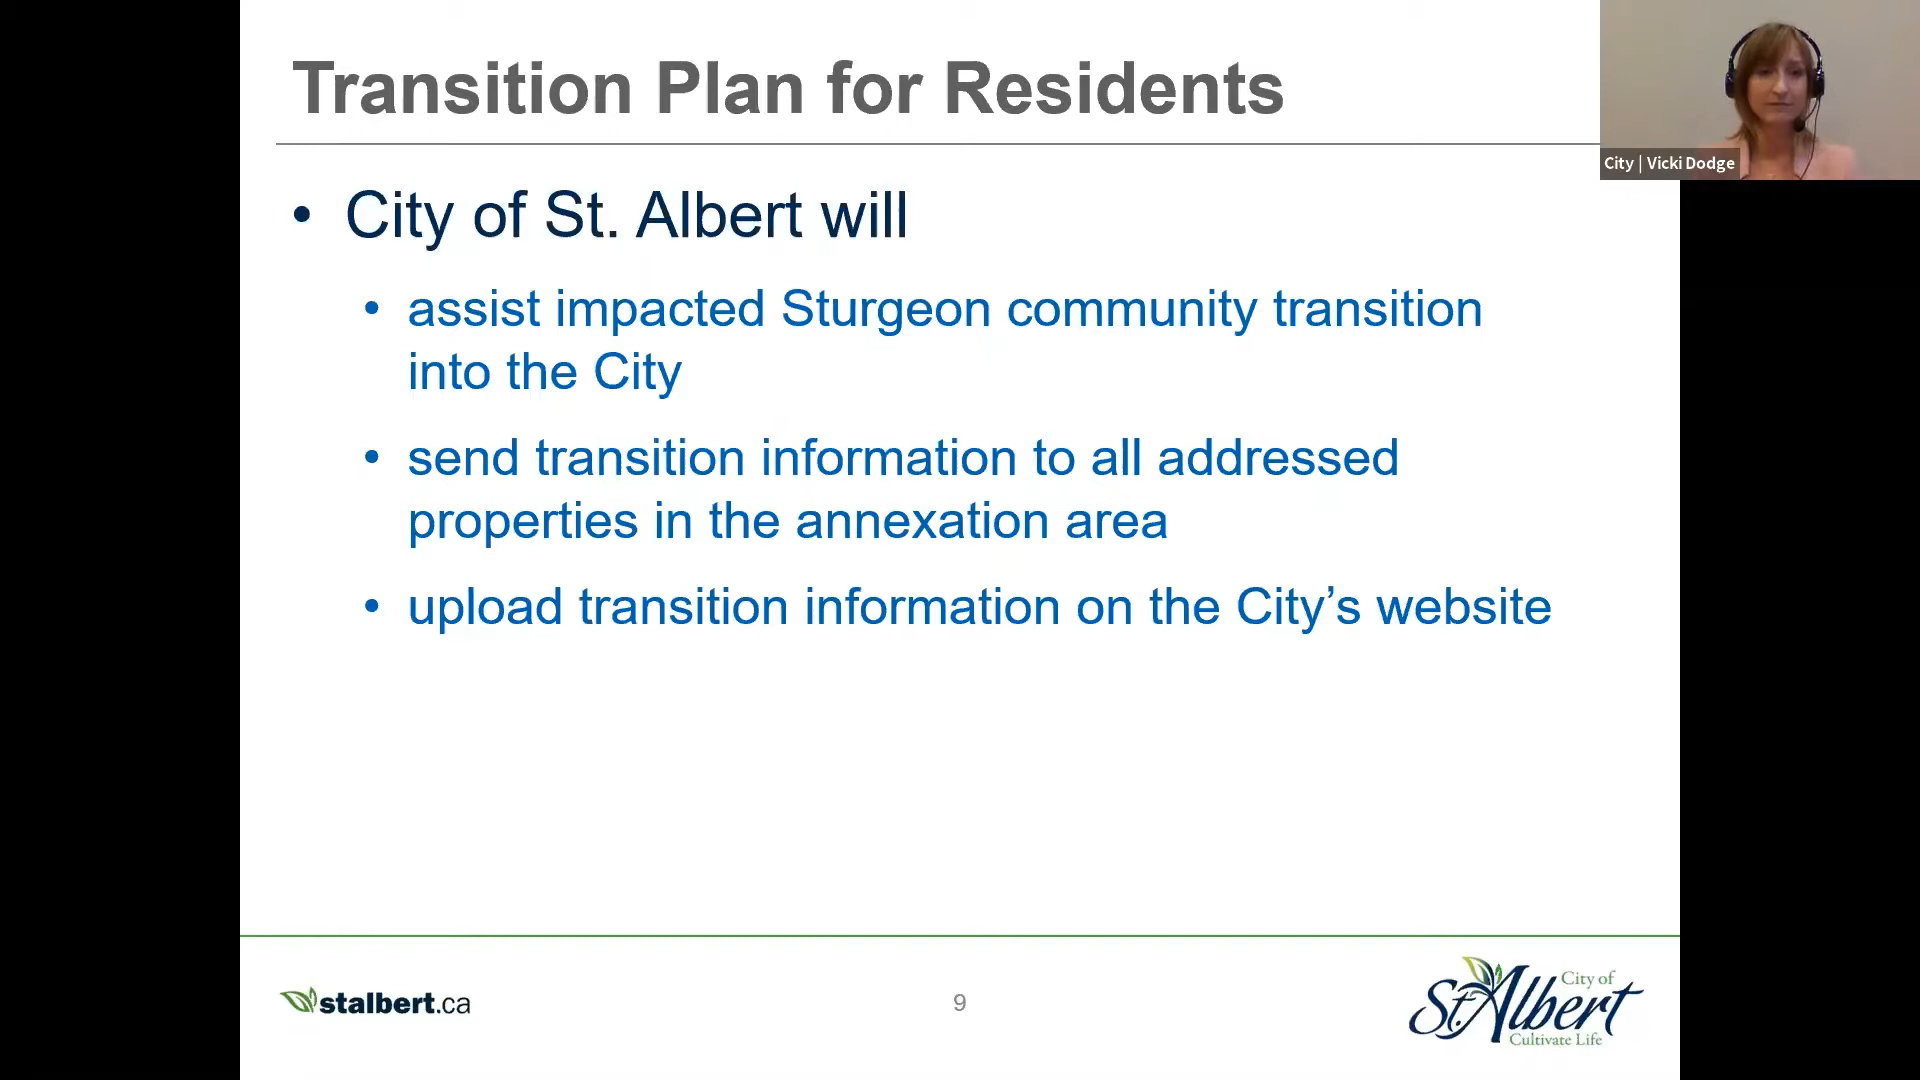 Transition Plan for Residents
City | Vicki Dodge
• City of St. Albert will
• assist impacted Sturgeon community transition
into the City
• send transition information to all addressed
properties in the annexation area
• upload transition information on the City’s website
stalbert.ca
9
City of
St. Albert
Cultivate Life